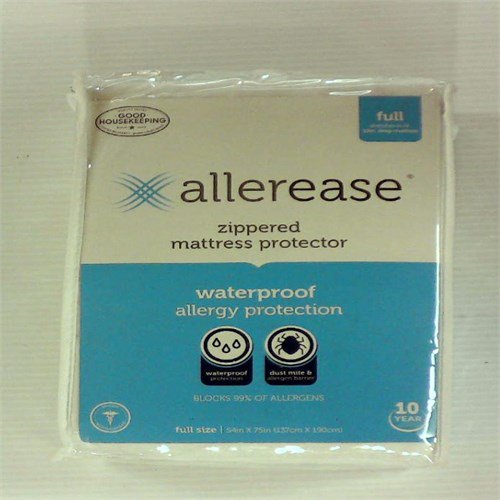 GOOD
HOUSEKEEPING
full
allerease®
zippered
mattress protector
waterproof
allergy protection
waterproof
protection
dust mite &
allergen barrier
BLOCKS 99% OF ALLERGENS
10
YEAR
full size | 54in X 75in (137cm X 190cm)